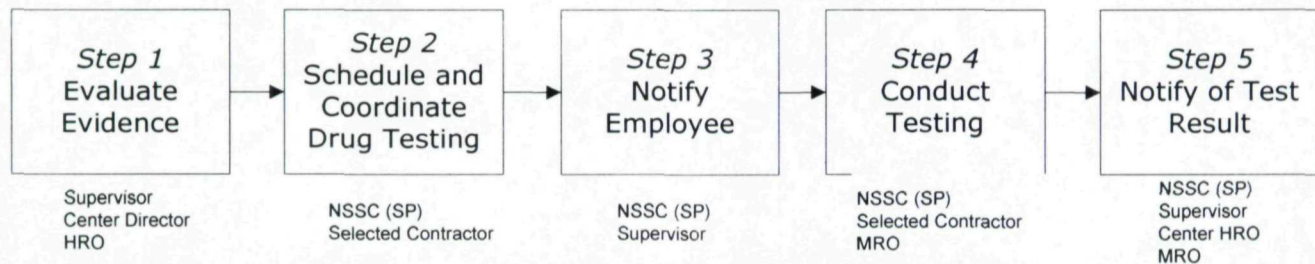 Step 1
Evaluate
Evidence
Supervisor
Center Director
HRO
Step 2
Schedule and
Coordinate
Drug Testing
NSSC (SP)
Selected Contractor
Step 3
Notify
Employee
NSSC (SP)
Supervisor
Step 4
Conduct
Testing
NSSC (SP)
Selected Contractor
MRO
Step 5
Notify of Test
Result
NSSC (SP)
Supervisor
Center HRO
MRO